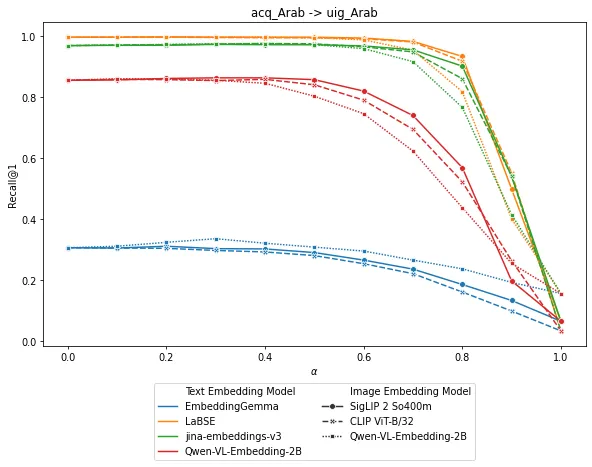 acq_Arab -> uig_Arab
1.0
0.8
0.6
0.4
0.2
0.0
Recall@1
0.0 0.2 0.4 0.6 0.8 1.0
α
Text Embedding Model Image Embedding Model
EmbeddingGemma SigLIP 2 So400m
LaBSE CLIP ViT-B/32
jina-embeddings-v3 Qwen-VL-Embedding-2B
Qwen-VL-Embedding-2B